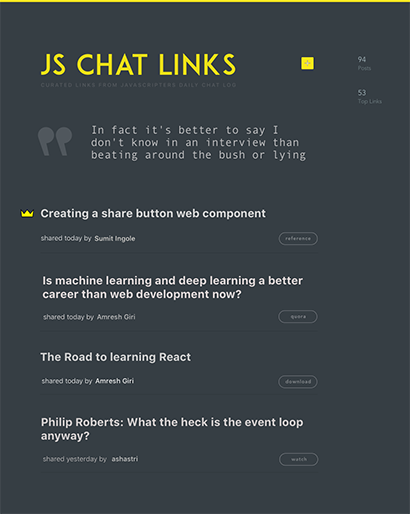 JS CHAT LINKS
CURATED LINKS FROM JAVASCRIPTERS DAILY CHAT LOG
94
Posts
53
Top Links
In fact it's better to say I
don't know in an interview than
beating around the bush or lying
Creating a share button web component
shared today by Sumit Ingole
reference
Is machine learning and deep learning a better
career than web development now?
shared today by Amresh Giri
quora
The Road to learning React
shared today by Amresh Giri
download
Philip Roberts: What the heck is the event loop
anyway?
shared yesterday by ashastri
watch